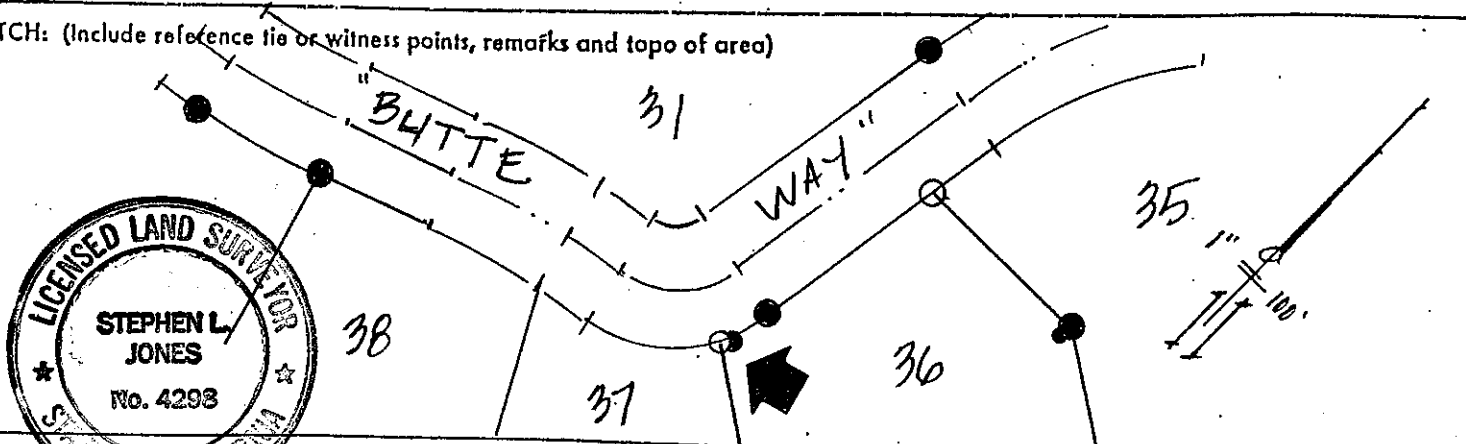 TCH: (Include reference tie or witness points, remarks and topo of area)
"BUTTE WAY"
31
35
1"
100'
38
37
36
LICENSED LAND SURVEYOR
STEPHEN L. JONES
No. 4298